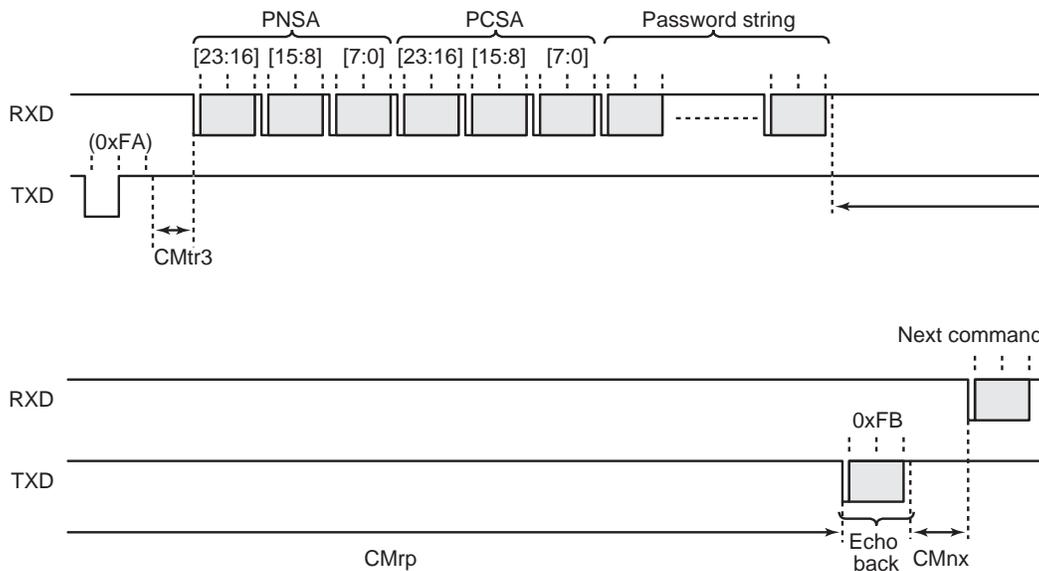 PNSA PCSA Password string
[23:16] [15:8] [7:0] [23:16] [15:8] [7:0]
RXD
(0xFA)
TXD
CMtr3
Next command
RXD
0xFB
TXD
CMrp Echo back CMnx